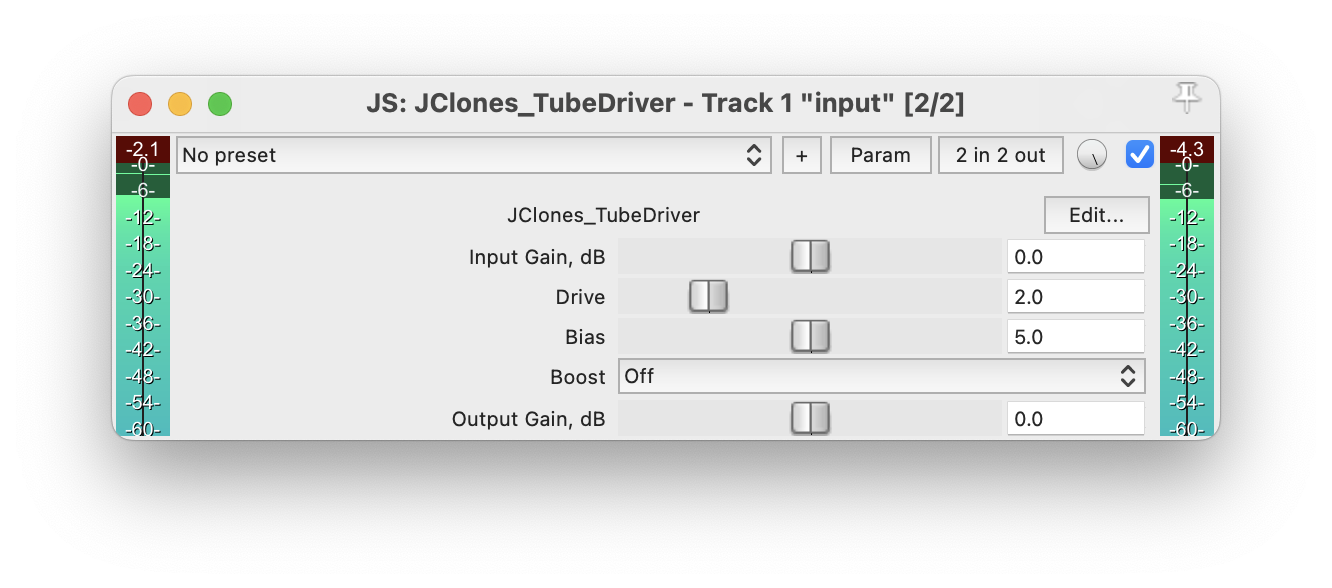 JS: JClones_TubeDriver - Track 1 "input" [2/2]
-2.1
-0-
-6-
-12-
-18-
-24-
-30-
-36-
-42-
-48-
-54-
-60-
No preset
+
Param
2 in 2 out
JClones_TubeDriver
Edit...
Input Gain, dB
0.0
Drive
2.0
Bias
5.0
Boost
Off
Output Gain, dB
0.0
-4.3
-0-
-6-
-12-
-18-
-24-
-30-
-36-
-42-
-48-
-54-
-60-